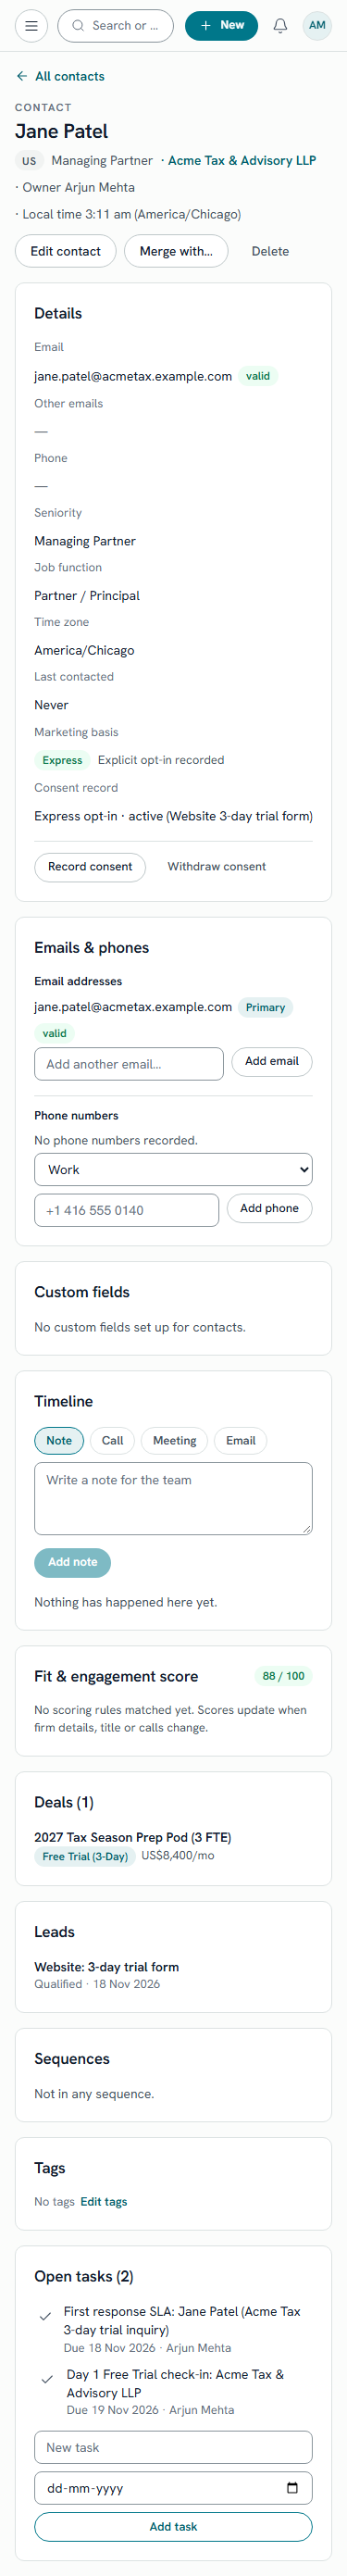 Search or ...
New
AM
All contacts
CONTACT
Jane Patel
US Managing Partner · Acme Tax & Advisory LLP
· Owner Arjun Mehta
· Local time 3:11 am (America/Chicago)
Edit contact Merge with... Delete
Details
Email
jane.patel@acmetax.example.com valid
Other emails
—
Phone
—
Seniority
Managing Partner
Job function
Partner / Principal
Time zone
America/Chicago
Last contacted
Never
Marketing basis
Express Explicit opt-in recorded
Consent record
Express opt-in · active (Website 3-day trial form)
Record consent Withdraw consent
Emails & phones
Email addresses
jane.patel@acmetax.example.com Primary
valid
Add another email... Add email
Phone numbers
No phone numbers recorded.
Work
+1 416 555 0140 Add phone
Custom fields
No custom fields set up for contacts.
Timeline
Note Call Meeting Email
Write a note for the team
Add note
Nothing has happened here yet.
Fit & engagement score 88 / 100
No scoring rules matched yet. Scores update when
firm details, title or calls change.
Deals (1)
2027 Tax Season Prep Pod (3 FTE)
Free Trial (3-Day) US$8,400/mo
Leads
Website: 3-day trial form
Qualified · 18 Nov 2026
Sequences
Not in any sequence.
Tags
No tags Edit tags
Open tasks (2)
First response SLA: Jane Patel (Acme Tax
3-day trial inquiry)
Due 18 Nov 2026 · Arjun Mehta
Day 1 Free Trial check-in: Acme Tax &
Advisory LLP
Due 19 Nov 2026 · Arjun Mehta
New task
dd-mm-yyyy
Add task